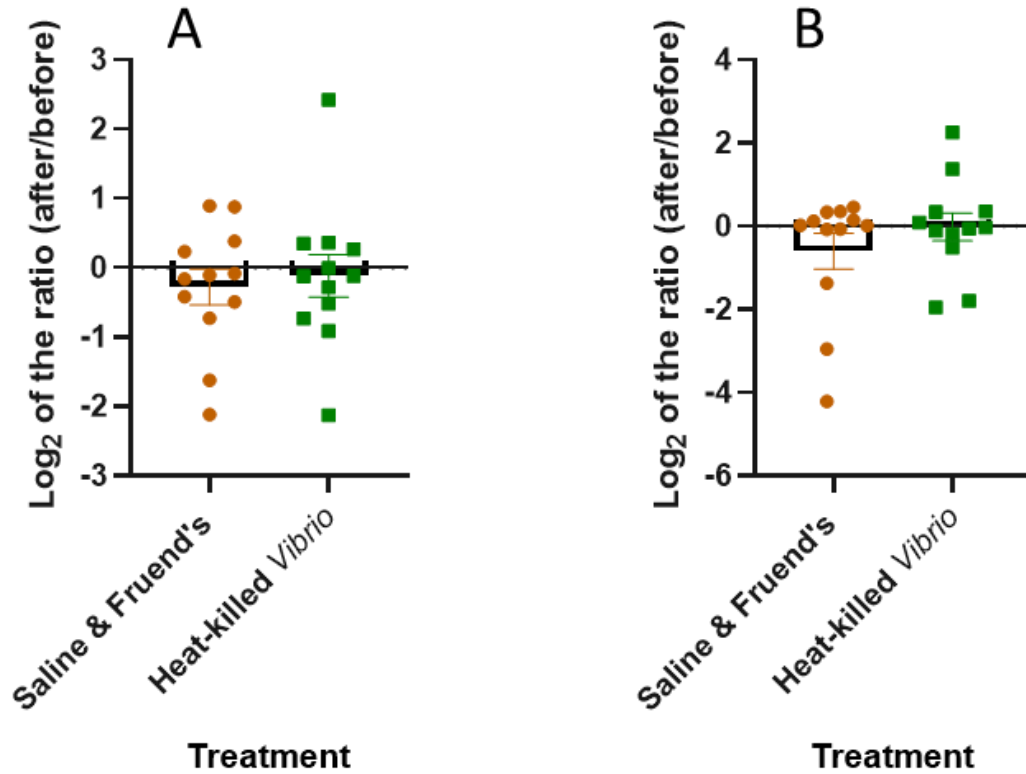 A
Log₂ of the ratio (after/before)
3
2
1
0
-1
-2
-3
Saline & Fruend's
Heat-killed Vibrio
Treatment
B
Log₂ of the ratio (after/before)
4
2
0
-2
-4
-6
Saline & Fruend's
Heat-killed Vibrio
Treatment